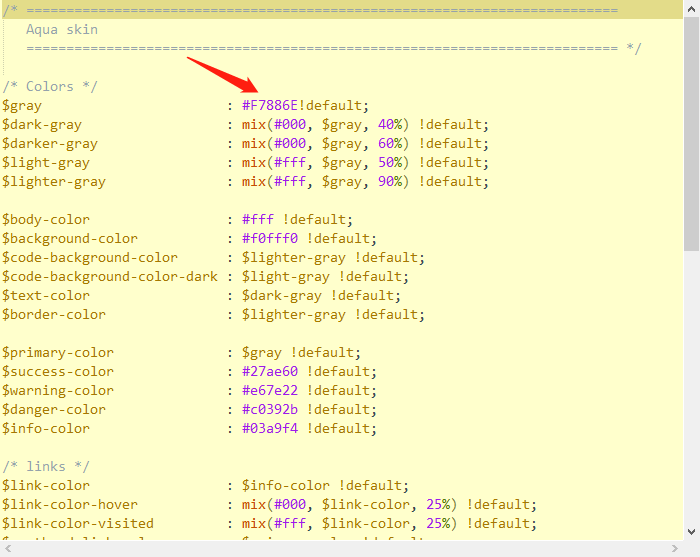 /* ==========================================================================
Aqua skin
========================================================================== */
/* Colors */
$gray : #F7886E!default;
$dark-gray : mix(#000, $gray, 40%) !default;
$darker-gray : mix(#000, $gray, 60%) !default;
$light-gray : mix(#fff, $gray, 50%) !default;
$lighter-gray : mix(#fff, $gray, 90%) !default;
$body-color : #fff !default;
$background-color : #f0fff0 !default;
$code-background-color : $lighter-gray !default;
$code-background-color-dark : $light-gray !default;
$text-color : $dark-gray !default;
$border-color : $lighter-gray !default;
$primary-color : $gray !default;
$success-color : #27ae60 !default;
$warning-color : #e67e22 !default;
$danger-color : #c0392b !default;
$info-color : #03a9f4 !default;
/* links */
$link-color : $info-color !default;
$link-color-hover : mix(#000, $link-color, 25%) !default;
$link-color-visited : mix(#fff, $link-color, 25%) !default;